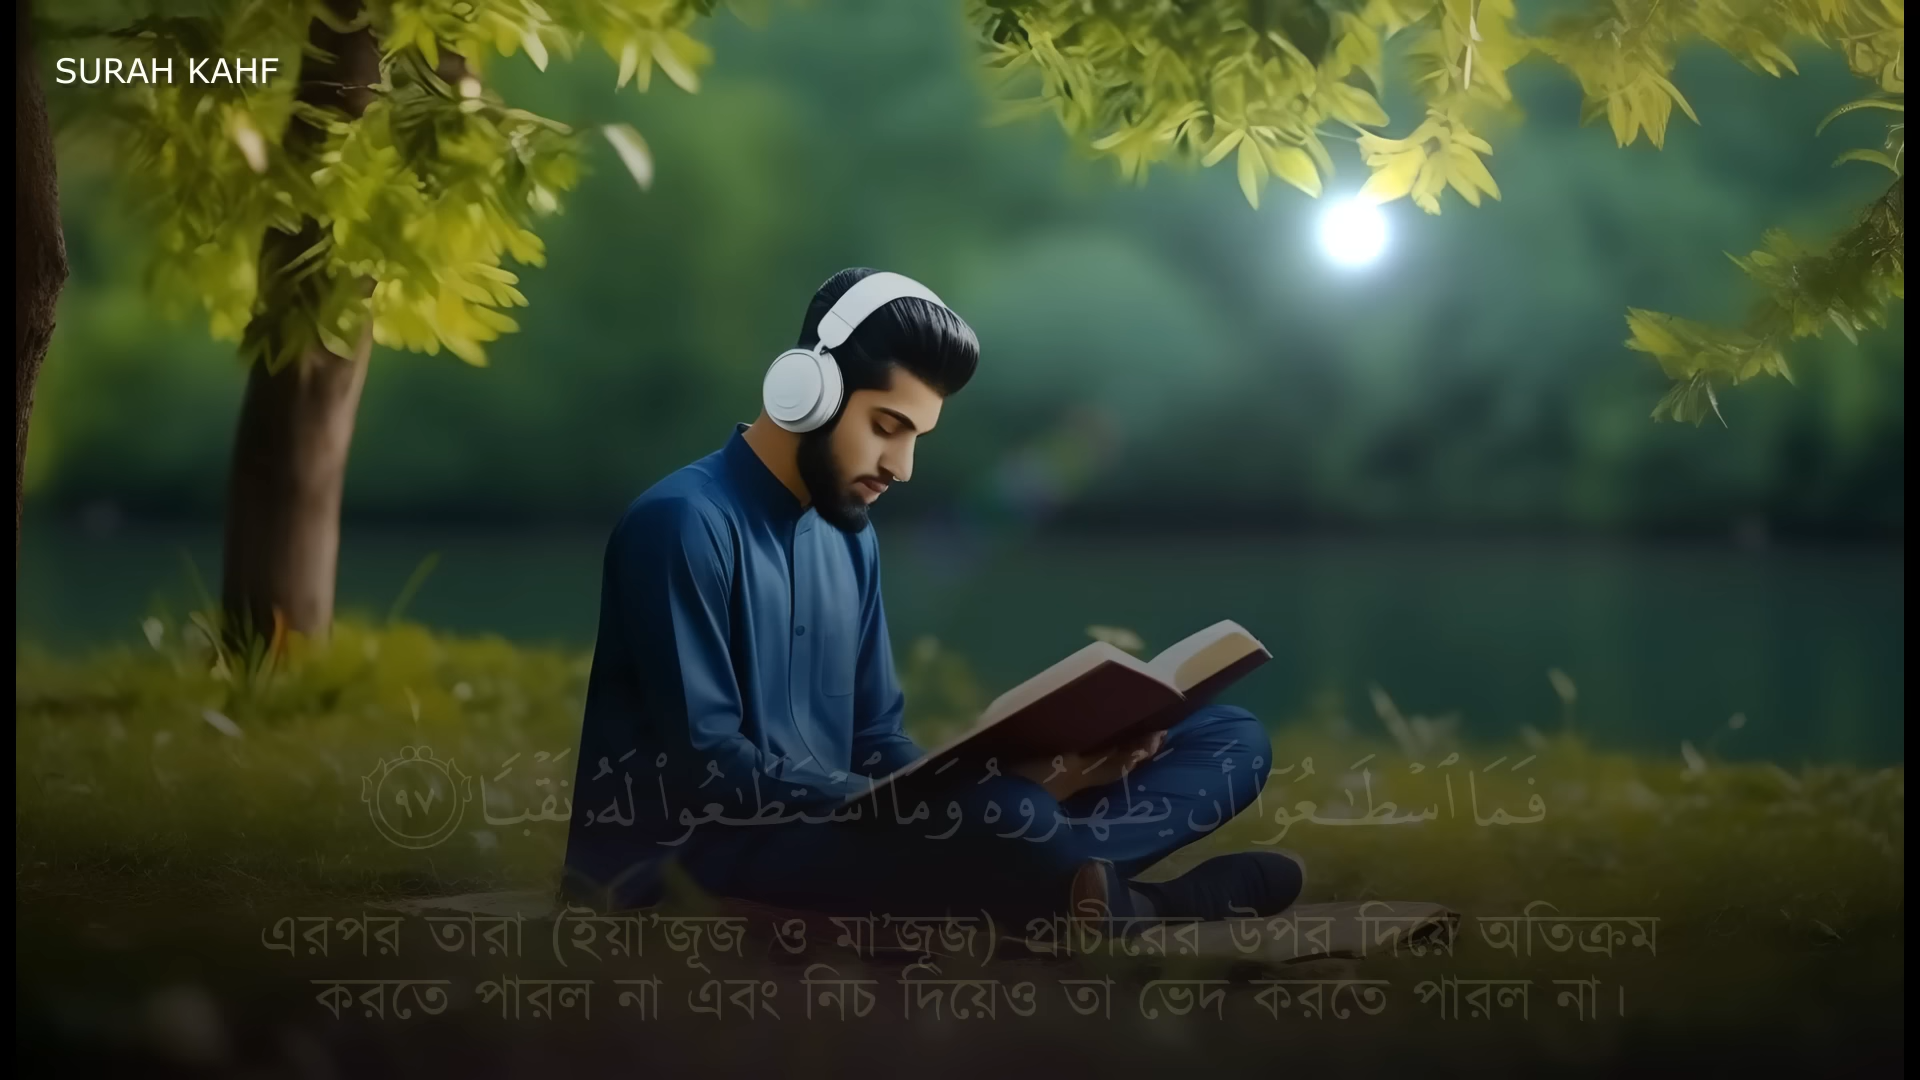 SURAH KAHF
فَمَا ٱسْطَـٰعُوٓا۟ أَن يَظْهَرُوهُ وَمَا ٱسْتَطَـٰعُوا۟ لَهُۥ نَقْبًا ٩٧
এরপর তারা (ইয়া’জূজ ও মা’জূজ) প্রাচীরের উপর দিয়ে অতিক্রম
করতে পারল না এবং নিচ দিয়েও তা ভেদ করতে পারল না।